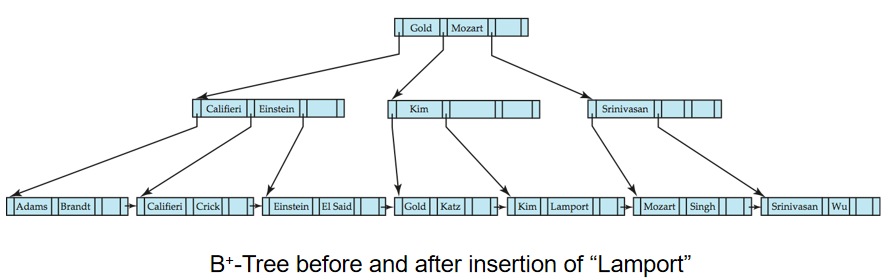 Gold Mozart
Califieri Einstein
Kim
Srinivasan
Adams Brandt
Califieri Crick
Einstein El Said
Gold Katz
Kim Lamport
Mozart Singh
Srinivasan Wu
B+-Tree before and after insertion of “Lamport”